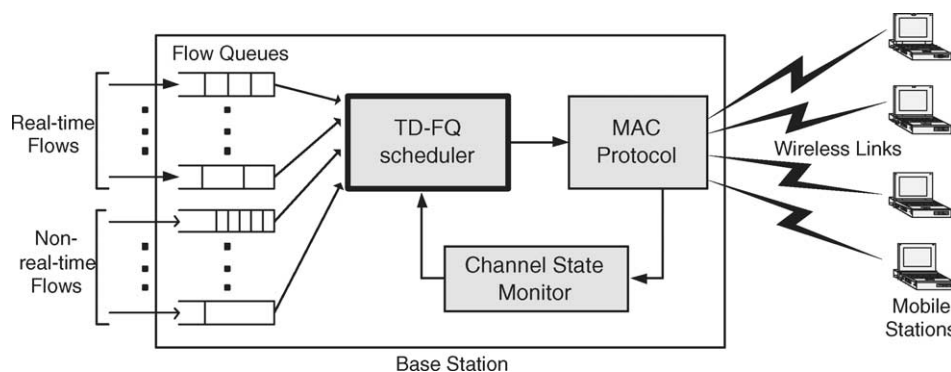 Flow Queues
Real-time
Flows
Non-
real-time
Flows
TD-FQ
scheduler
MAC
Protocol
Channel State
Monitor
Wireless Links
Mobile
Stations
Base Station